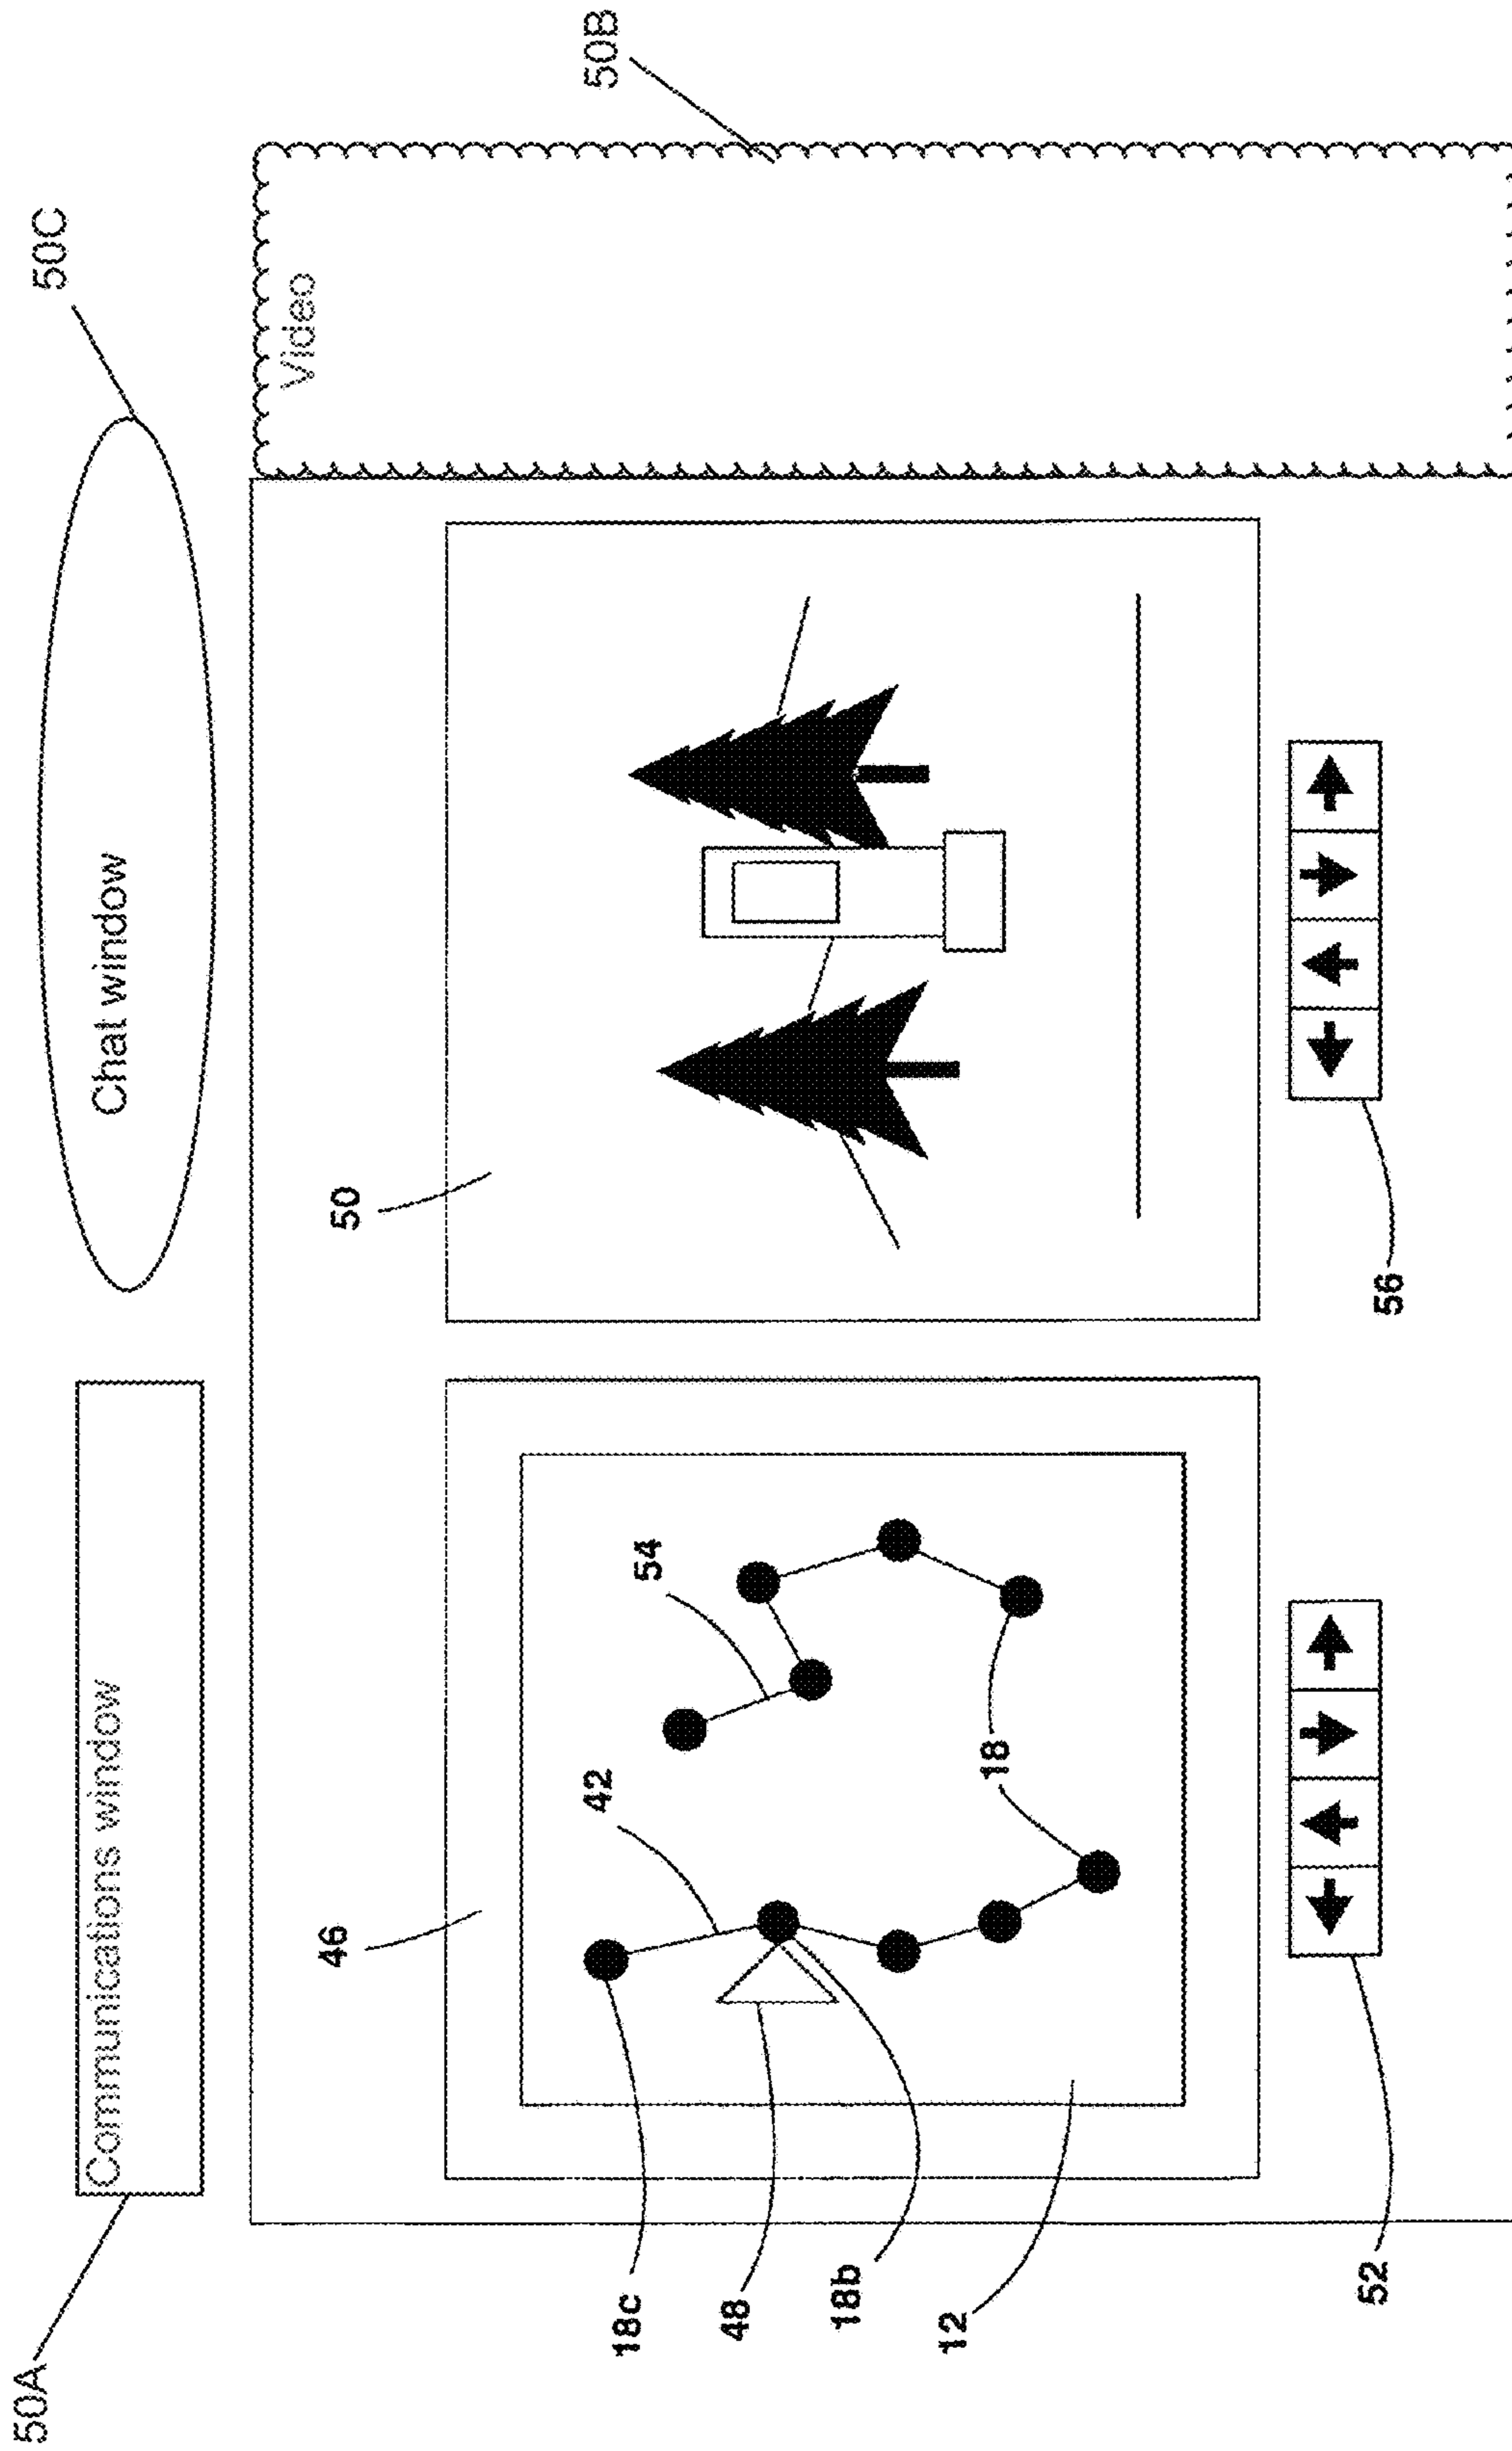 50A
Communications window
Chat window
50C
50B
Video
46
50
42
54
18
18c
48
18b
12
52
56